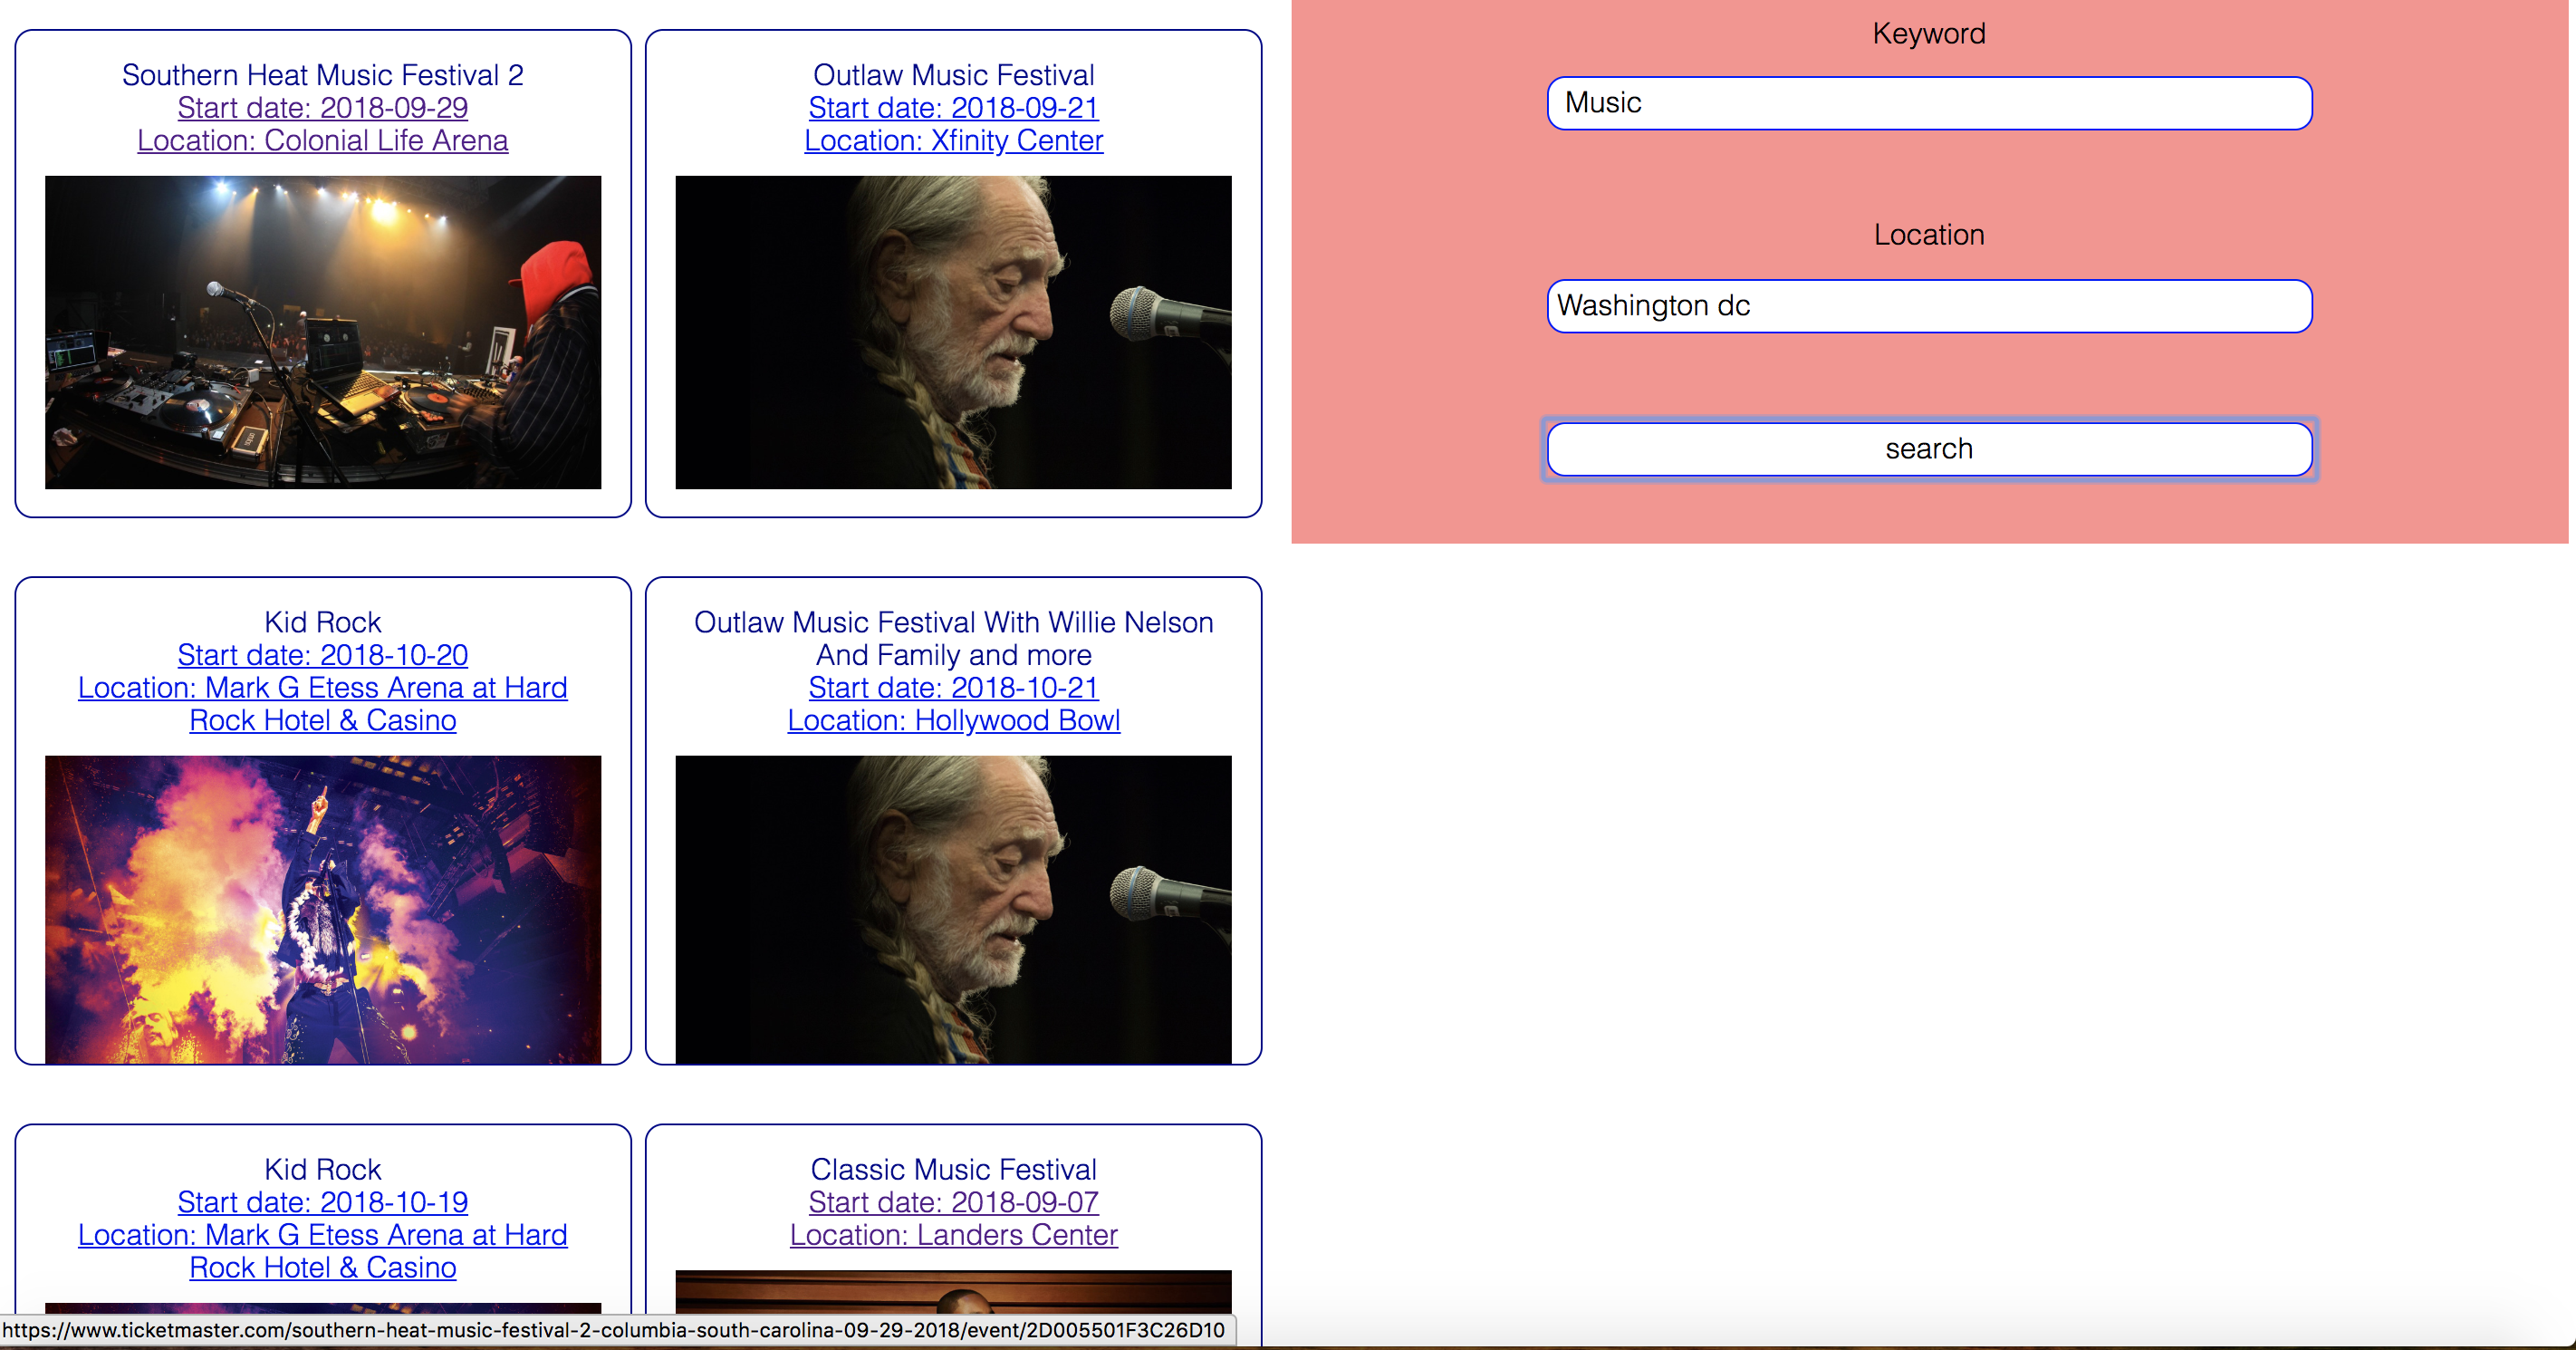 Southern Heat Music Festival 2
Start date: 2018-09-29
Location: Colonial Life Arena
Outlaw Music Festival
Start date: 2018-09-21
Location: Xfinity Center
Keyword
Music
Location
Washington dc
search
Kid Rock
Start date: 2018-10-20
Location: Mark G Etess Arena at Hard
Rock Hotel & Casino
Outlaw Music Festival With Willie Nelson
And Family and more
Start date: 2018-10-21
Location: Hollywood Bowl
Kid Rock
Start date: 2018-10-19
Location: Mark G Etess Arena at Hard
Rock Hotel & Casino
Classic Music Festival
Start date: 2018-09-07
Location: Landers Center
https://www.ticketmaster.com/southern-heat-music-festival-2-columbia-south-carolina-09-29-2018/event/2D005501F3C26D10